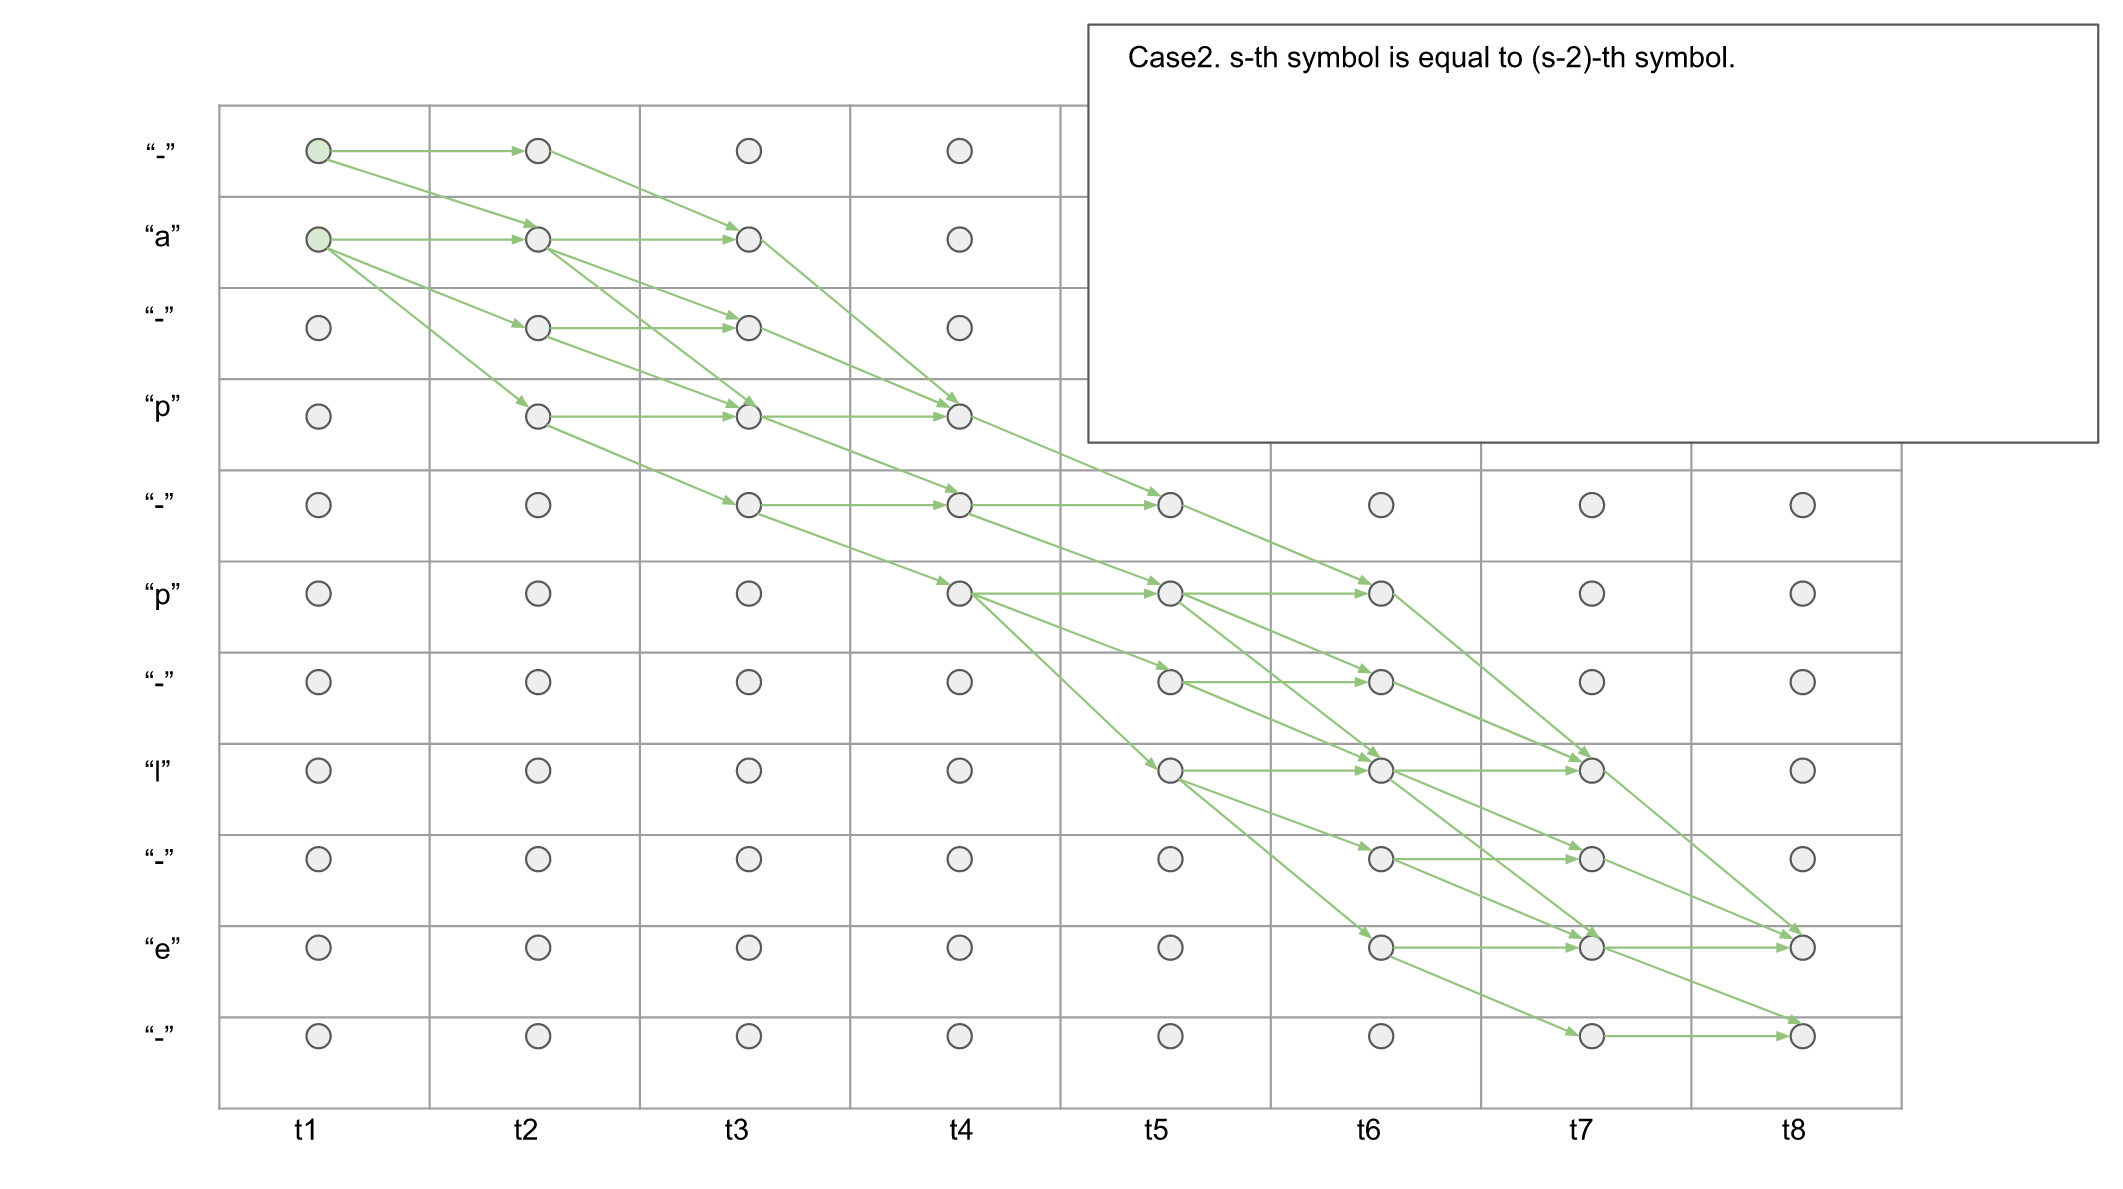 Case2. s-th symbol is equal to (s-2)-th symbol.
“-”
“a”
“-”
“p”
“-”
“p”
“-”
“l”
“-”
“e”
“-”
t1 t2 t3 t4 t5 t6 t7 t8